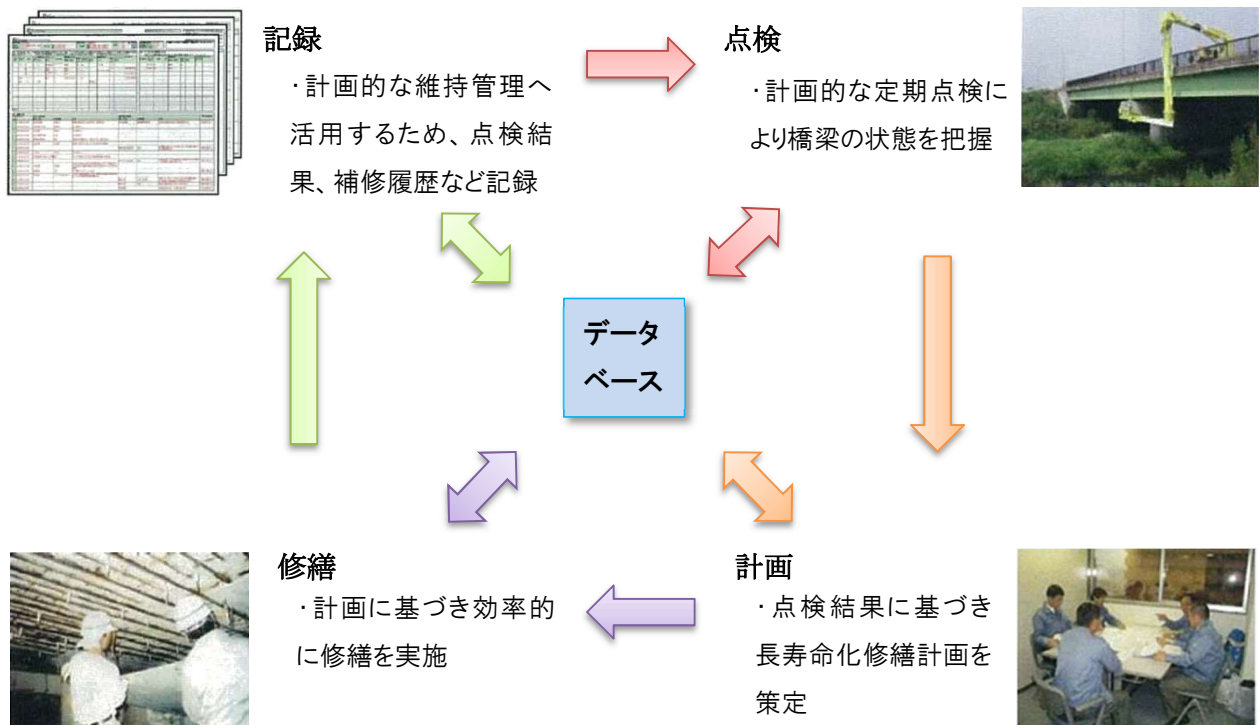 記録
・計画的な維持管理へ
活用するため、点検結
果、補修履歴など記録
点検
・計画的な定期点検に
より橋梁の状態を把握
データ
ベース
修繕
・計画に基づき効率的
に修繕を実施
計画
・点検結果に基づき
長寿命化修繕計画を
策定